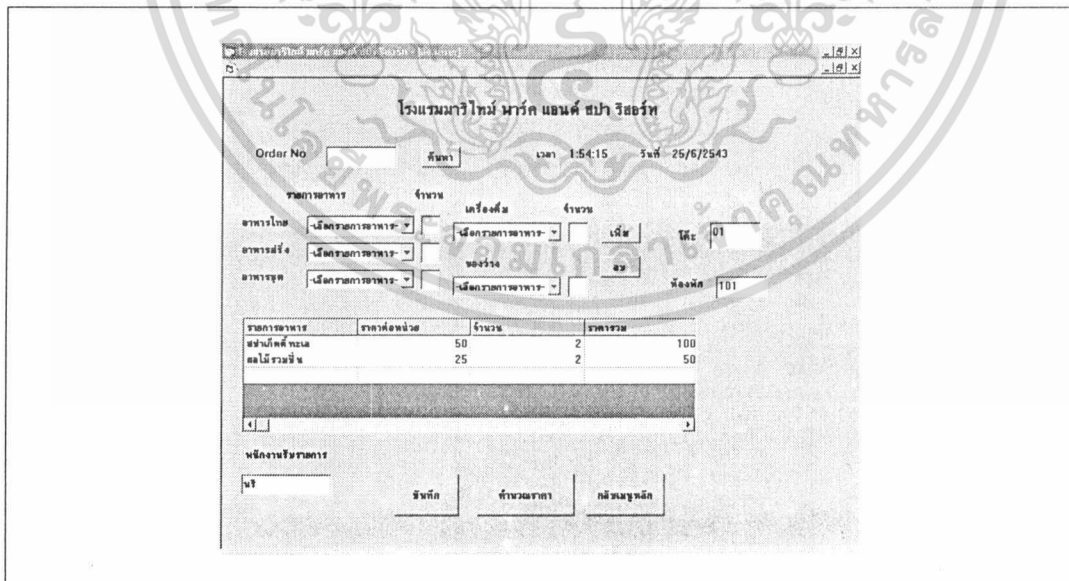 โรงแรมมาริไทม์ พาร์ค แอนด์ สปา รีสอร์ท
Order No
ค้นหา
เวลา 1:54:15 วันที่ 25/6/2543
รายการอาหาร จำนวน
เครื่องดื่ม จำนวน
อาหารไทย -เลือกรายการอาหาร-
-เลือกรายการอาหาร- เพิ่ม โต๊ะ 01
อาหารฝรั่ง -เลือกรายการอาหาร-
ของว่าง ลบ
อาหารชุด -เลือกรายการอาหาร-
-เลือกรายการอาหาร- ห้องพัก 101
รายการอาหาร ราคาต่อหน่วย จำนวน ราคารวม
สปาเก็ตตี้ ทะเล 50 2 100
ผลไม้รวมปั่น 25 2 50
พนักงานรับรายการ
นรี
บันทึก คำนวณราคา กลับเมนูหลัก